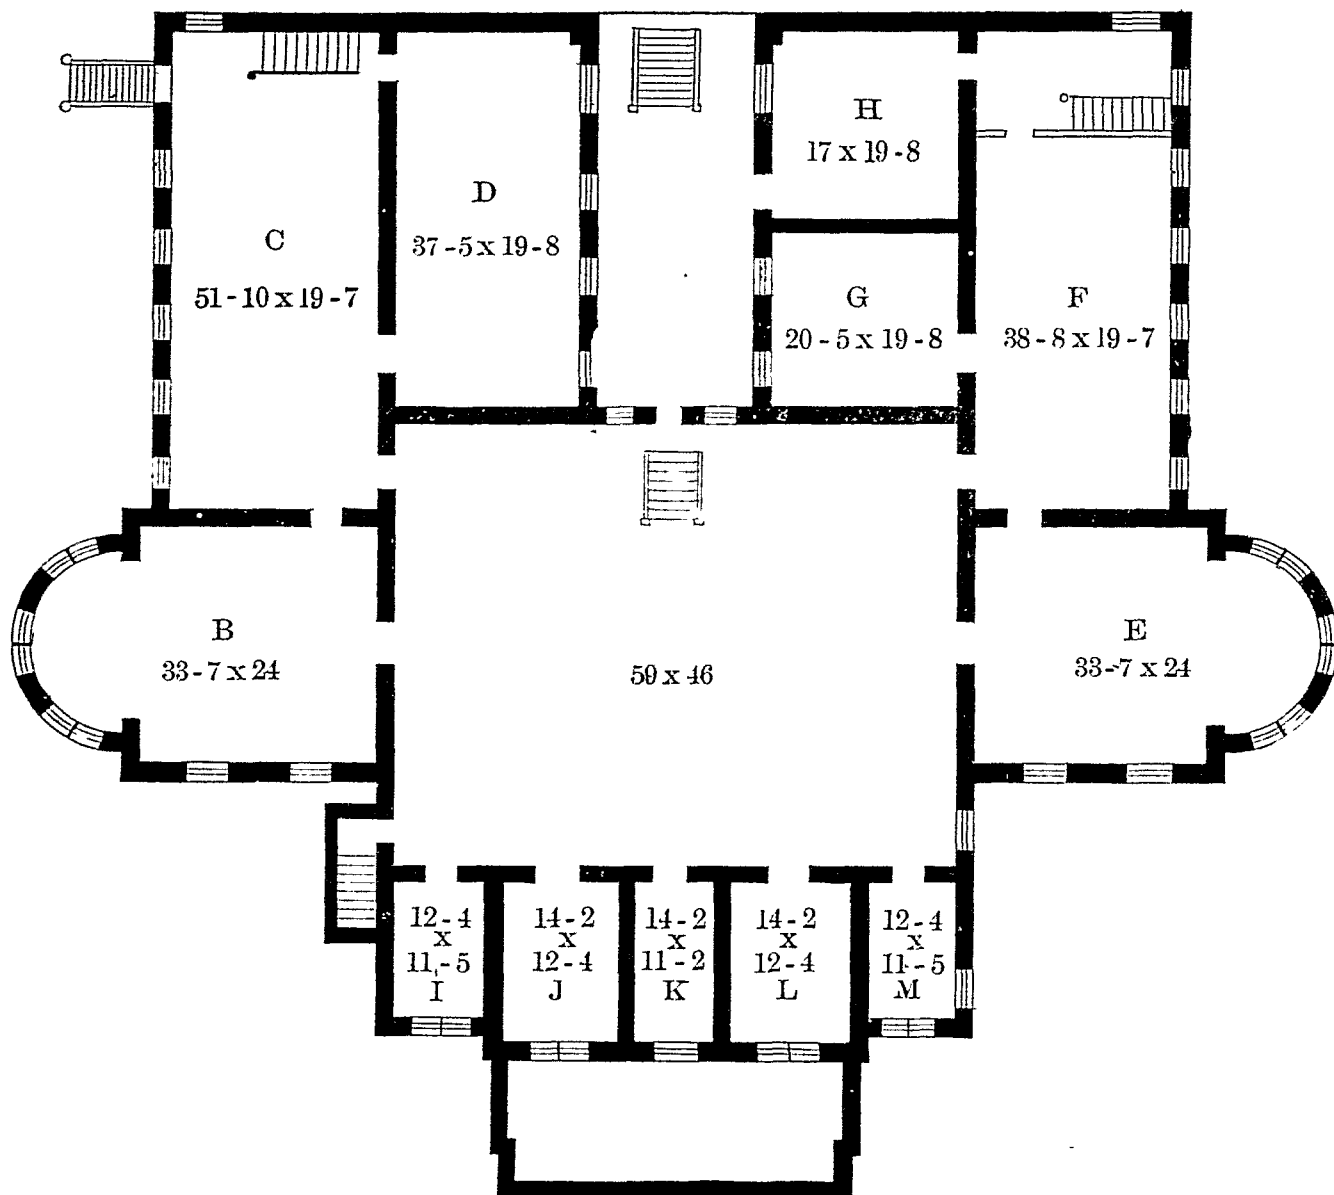 H
17 x 19-8
D
37-5 x 19-8
C
51-10 x 19-7
G
20-5 x 19-8
F
38-8 x 19-7
B
33-7 x 24
59 x 46
E
33-7 x 24
12-4
x
11-5
I
14-2
x
12-4
J
14-2
x
11-2
K
14-2
x
12-4
L
12-4
x
11-5
M